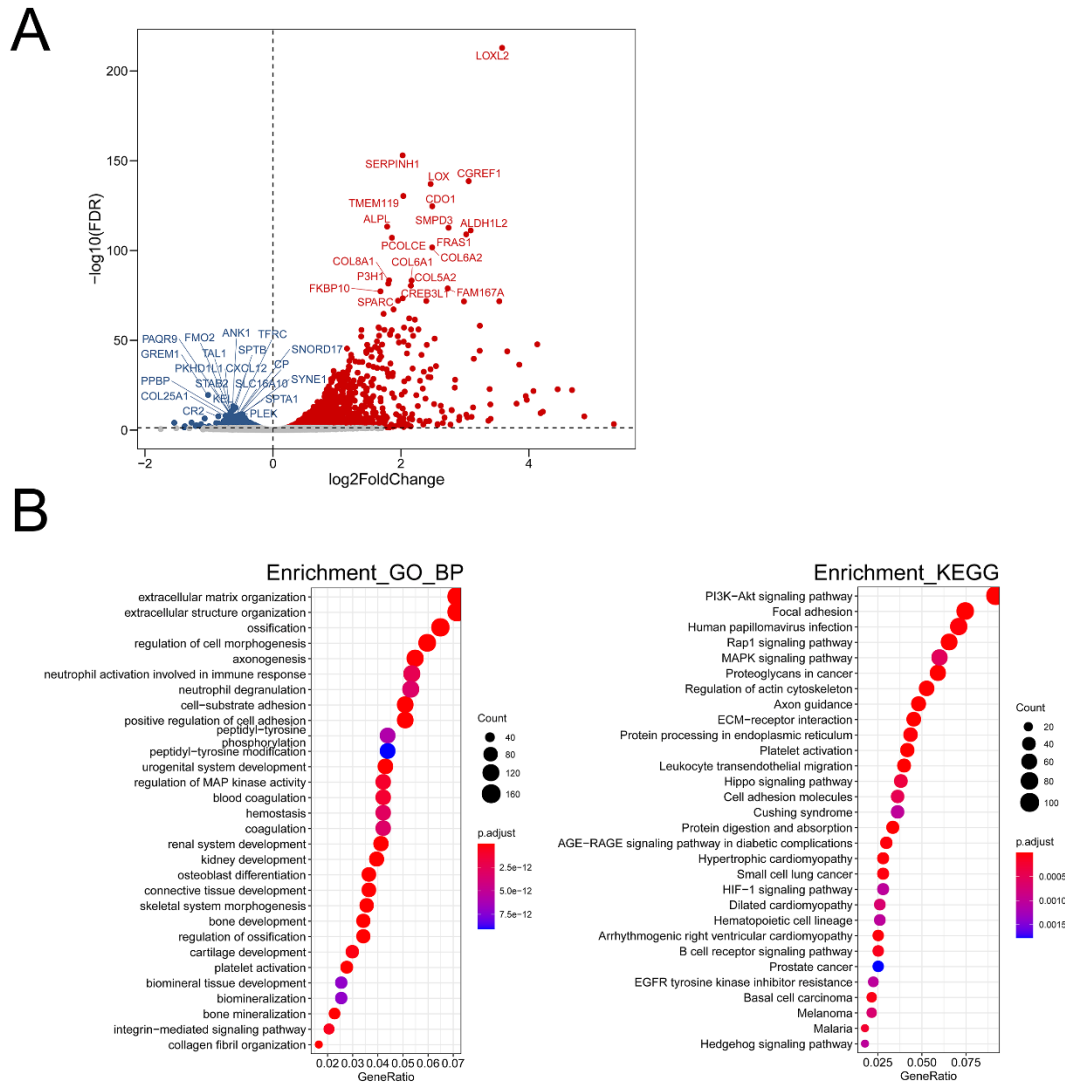 A
LOXL2
200
SERPINH1
150
LOX
CGREF1
CDO1
TMEM119
ALPL
SMPD3
ALDH1L2
PCOLCE
FRAS1
100
COL6A2
COL8A1
COL6A1
P3H1
COL5A2
FKBP10
CREB3L1
FAM167A
SPARC
50
PAQR9
FMO2
ANK1
TFRC
GREM1
TAL1
SPTB
SNORD17
PKHD1L1
CXCL12
CP
PPBP
STAB2
SLC16A10
SYNE1
COL25A1
KEL
SPTA1
CR2
PLEK
0
−log10(FDR)
−2
0
2
4
log2FoldChange
B
Enrichment_GO_BP
extracellular matrix organization
extracellular structure organization
ossification
regulation of cell morphogenesis
axonogenesis
neutrophil activation involved in immune response
neutrophil degranulation
cell−substrate adhesion
positive regulation of cell adhesion
peptidyl−tyrosine
phosphorylation
peptidyl−tyrosine modification
urogenital system development
regulation of MAP kinase activity
blood coagulation
hemostasis
coagulation
renal system development
kidney development
osteoblast differentiation
connective tissue development
skeletal system morphogenesis
bone development
regulation of ossification
cartilage development
platelet activation
biomineral tissue development
biomineralization
bone mineralization
integrin−mediated signaling pathway
collagen fibril organization
0.02 0.03 0.04 0.05 0.06 0.07
GeneRatio
Count
40
80
120
160
p.adjust
2.5e−12
5.0e−12
7.5e−12
Enrichment_KEGG
PI3K−Akt signaling pathway
Focal adhesion
Human papillomavirus infection
Rap1 signaling pathway
MAPK signaling pathway
Proteoglycans in cancer
Regulation of actin cytoskeleton
Axon guidance
ECM−receptor interaction
Protein processing in endoplasmic reticulum
Platelet activation
Leukocyte transendothelial migration
Hippo signaling pathway
Cell adhesion molecules
Cushing syndrome
Protein digestion and absorption
AGE−RAGE signaling pathway in diabetic complications
Hypertrophic cardiomyopathy
Small cell lung cancer
HIF−1 signaling pathway
Dilated cardiomyopathy
Hematopoietic cell lineage
Arrhythmogenic right ventricular cardiomyopathy
B cell receptor signaling pathway
Prostate cancer
EGFR tyrosine kinase inhibitor resistance
Basal cell carcinoma
Melanoma
Malaria
Hedgehog signaling pathway
0.025 0.050 0.075
GeneRatio
Count
20
40
60
80
100
p.adjust
0.0005
0.0010
0.0015